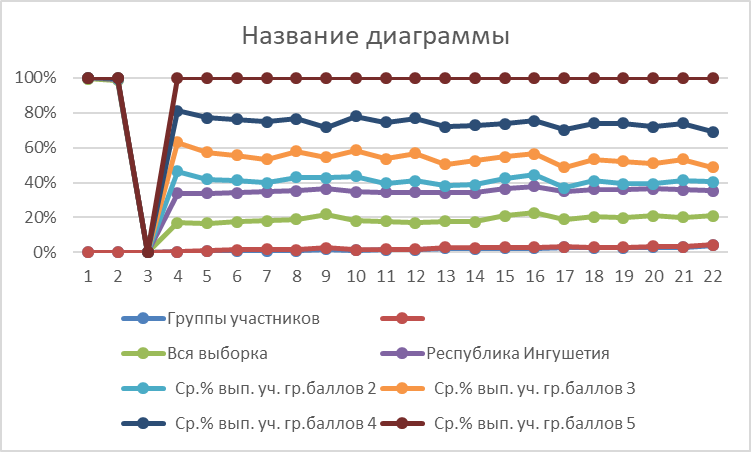 Название диаграммы
100%
80%
60%
40%
20%
0%
1 2 3 4 5 6 7 8 9 10 11 12 13 14 15 16 17 18 19 20 21 22
Группы участников
Вся выборка Республика Ингушетия
Ср.% вып. уч. гр.баллов 2 Ср.% вып. уч. гр.баллов 3
Ср.% вып. уч. гр.баллов 4 Ср.% вып. уч. гр.баллов 5